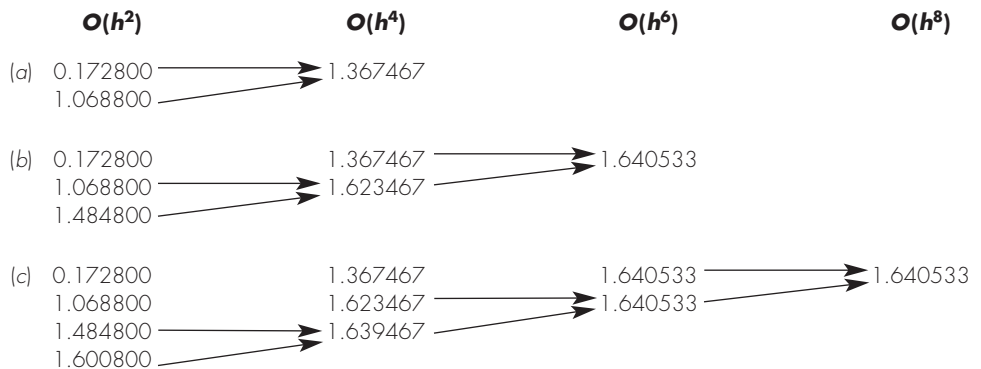 O(h²) O(h⁴) O(h⁶) O(h⁸)
(a) 0.172800 1.367467
1.068800
(b) 0.172800 1.367467 1.640533
1.068800 1.623467
1.484800
(c) 0.172800 1.367467 1.640533 1.640533
1.068800 1.623467 1.640533
1.484800 1.639467
1.600800